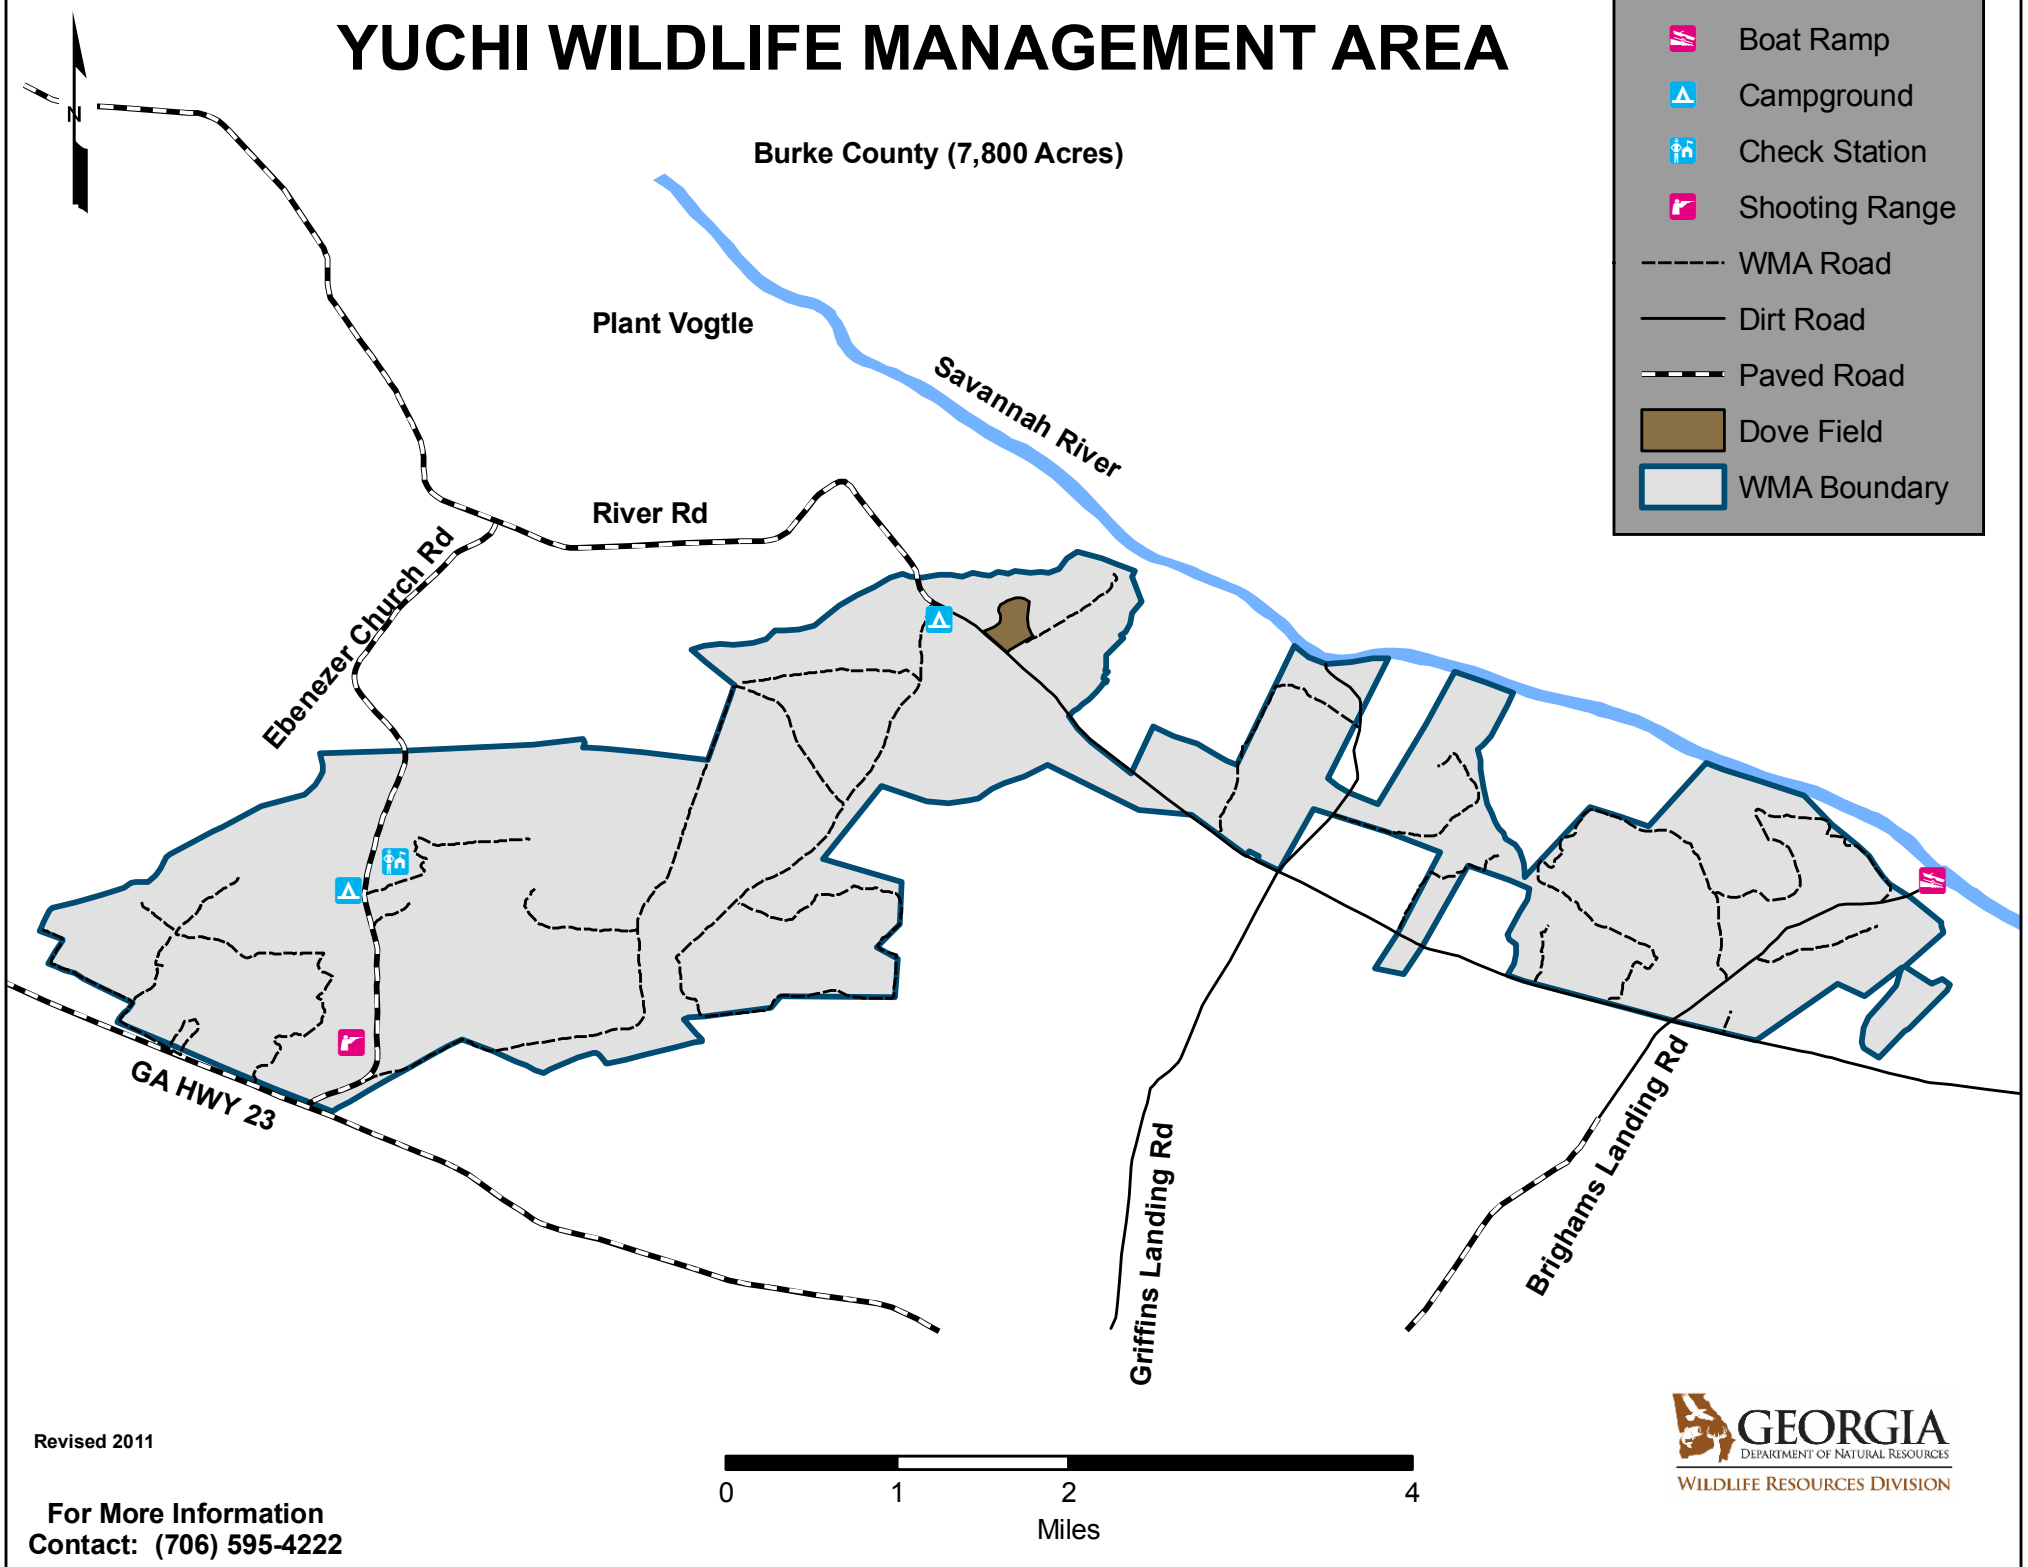 YUCHI WILDLIFE MANAGEMENT AREA
Burke County (7,800 Acres)
N
Boat Ramp
Campground
Check Station
Shooting Range
WMA Road
Dirt Road
Paved Road
Dove Field
WMA Boundary
Plant Vogtle
Savannah River
River Rd
Ebenezer Church Rd
GA HWY 23
Griffins Landing Rd
Brighams Landing Rd
Revised 2011
For More Information
Contact: (706) 595-4222
0 1 2 4
Miles
GEORGIA
DEPARTMENT OF NATURAL RESOURCES
WILDLIFE RESOURCES DIVISION